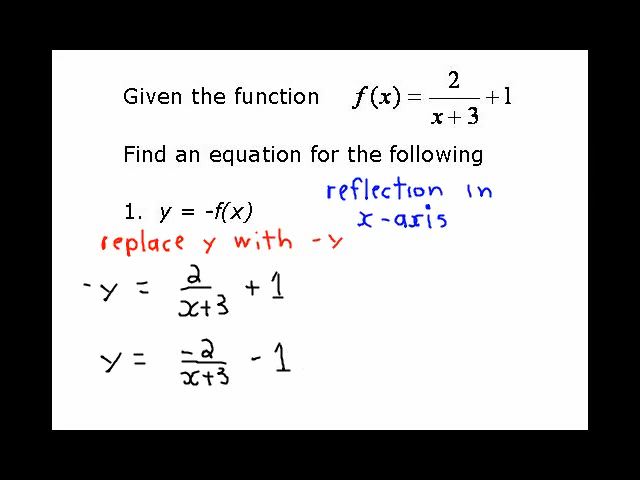 Given the function f(x) = 2/(x + 3) + 1
Find an equation for the following
reflection in
1. y = -f(x)
x-axis
replace y with -y
-y = 2/(x+3) + 1
y = -2/(x+3) - 1